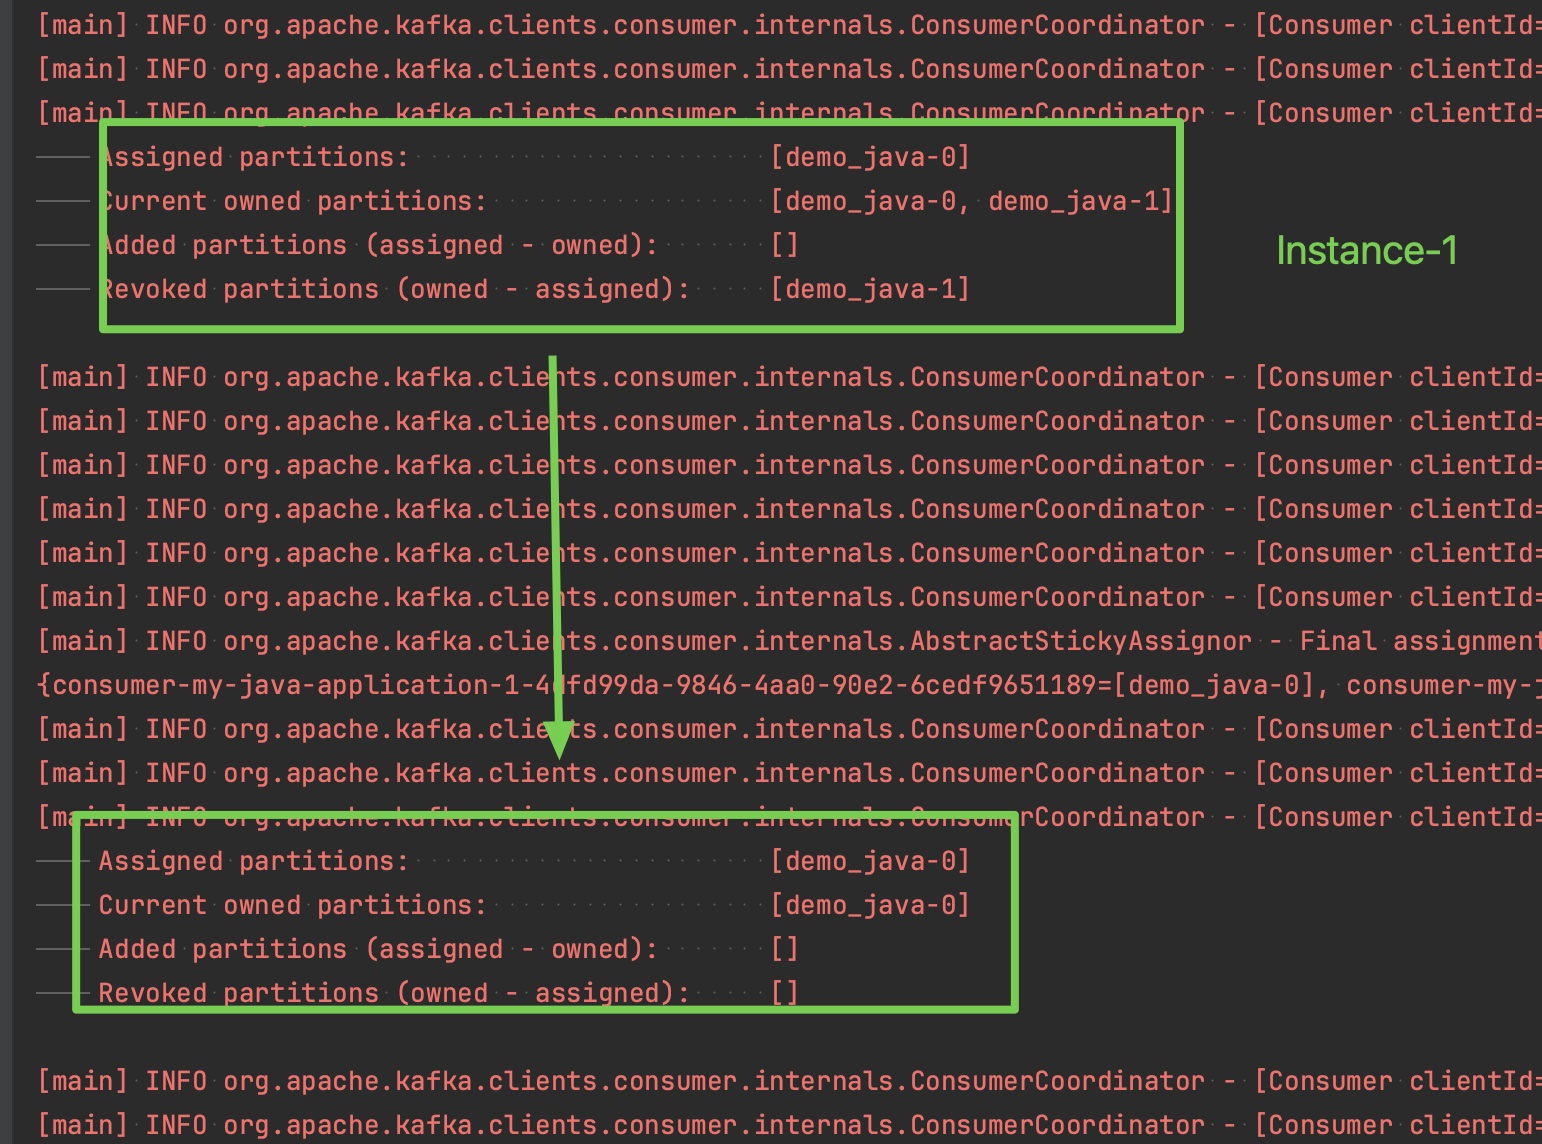 [main] INFO org.apache.kafka.clients.consumer.internals.ConsumerCoordinator - [Consumer clientId=
[main] INFO org.apache.kafka.clients.consumer.internals.ConsumerCoordinator - [Consumer clientId=
[main] INFO org.apache.kafka.clients.consumer.internals.ConsumerCoordinator - [Consumer clientId=
Assigned partitions: [demo_java-0]
Current owned partitions: [demo_java-0, demo_java-1]
Added partitions (assigned - owned): []
Instance-1
Revoked partitions (owned - assigned): [demo_java-1]
[main] INFO org.apache.kafka.clients.consumer.internals.ConsumerCoordinator - [Consumer clientId=
[main] INFO org.apache.kafka.clients.consumer.internals.ConsumerCoordinator - [Consumer clientId=
[main] INFO org.apache.kafka.clients.consumer.internals.ConsumerCoordinator - [Consumer clientId=
[main] INFO org.apache.kafka.clients.consumer.internals.ConsumerCoordinator - [Consumer clientId=
[main] INFO org.apache.kafka.clients.consumer.internals.ConsumerCoordinator - [Consumer clientId=
[main] INFO org.apache.kafka.clients.consumer.internals.ConsumerCoordinator - [Consumer clientId=
[main] INFO org.apache.kafka.clients.consumer.internals.AbstractStickyAssignor - Final assignment
{consumer-my-java-application-1-4dfd99da-9846-4aa0-90e2-6cedf9651189=[demo_java-0], consumer-my-j
[main] INFO org.apache.kafka.clients.consumer.internals.ConsumerCoordinator - [Consumer clientId=
[main] INFO org.apache.kafka.clients.consumer.internals.ConsumerCoordinator - [Consumer clientId=
[main] INFO org.apache.kafka.clients.consumer.internals.ConsumerCoordinator - [Consumer clientId=
Assigned partitions: [demo_java-0]
Current owned partitions: [demo_java-0]
Added partitions (assigned - owned): []
Revoked partitions (owned - assigned): []
[main] INFO org.apache.kafka.clients.consumer.internals.ConsumerCoordinator - [Consumer clientId=
[main] INFO org.apache.kafka.clients.consumer.internals.ConsumerCoordinator - [Consumer clientId=